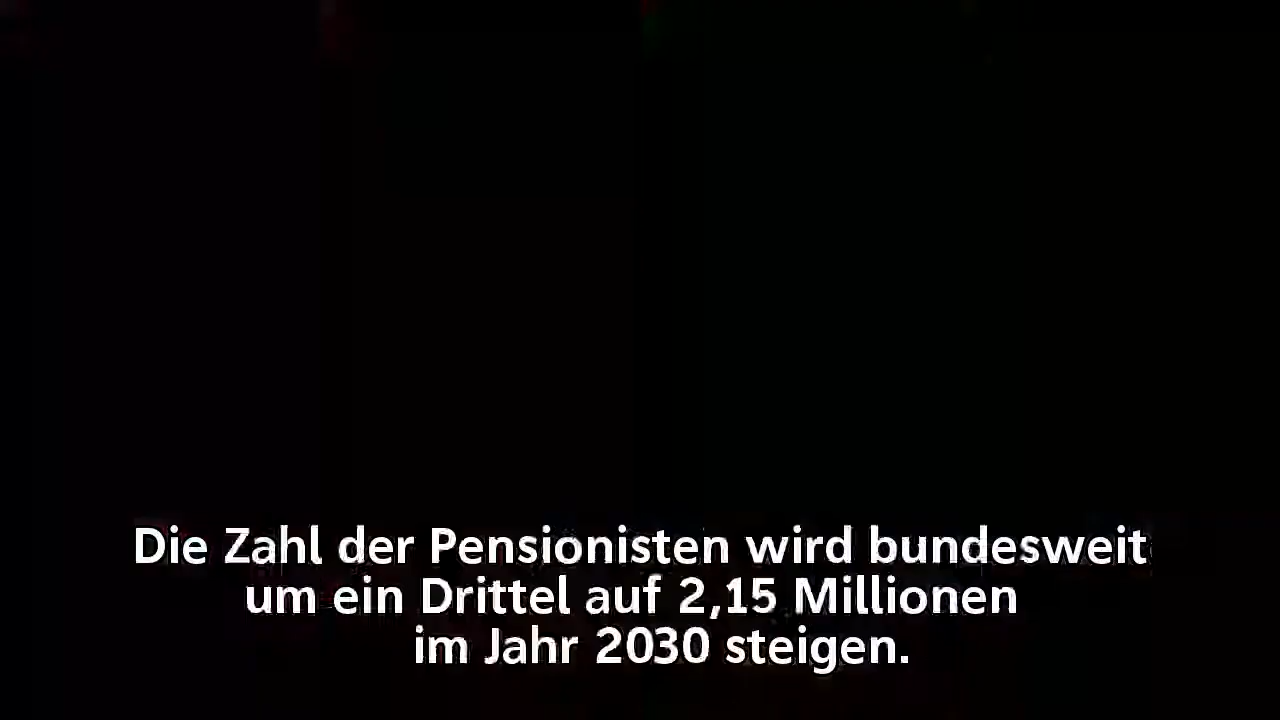 Die Zahl der Pensionisten wird bundesweit
um ein Drittel auf 2,15 Millionen
im Jahr 2030 steigen.